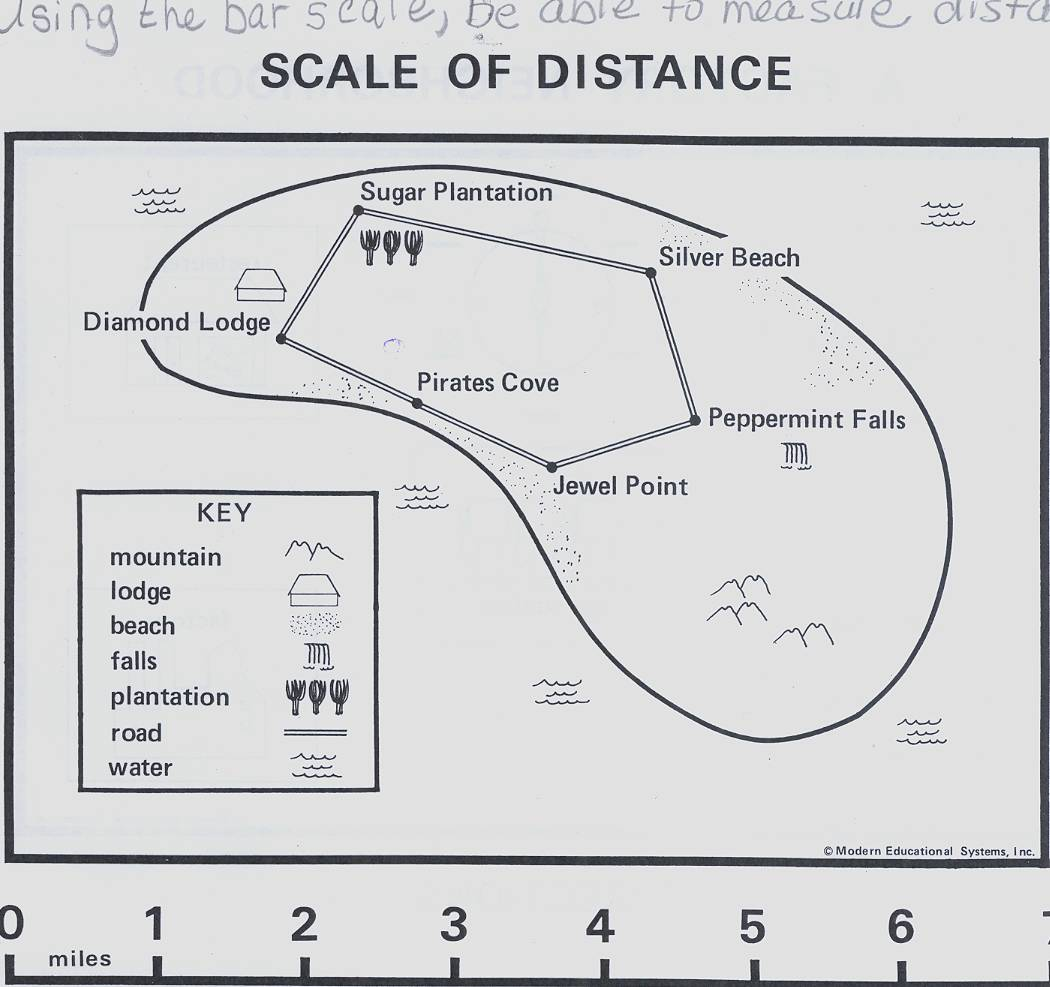 using the bar scale, be able to measure
SCALE OF DISTANCE
Sugar Plantation
Silver Beach
Diamond Lodge
Pirates Cove
Peppermint Falls
Jewel Point
KEY
mountain
lodge
beach
falls
plantation
road
water
© Modern Educational Systems, Inc.
0 1 2 3 4 5 6
miles